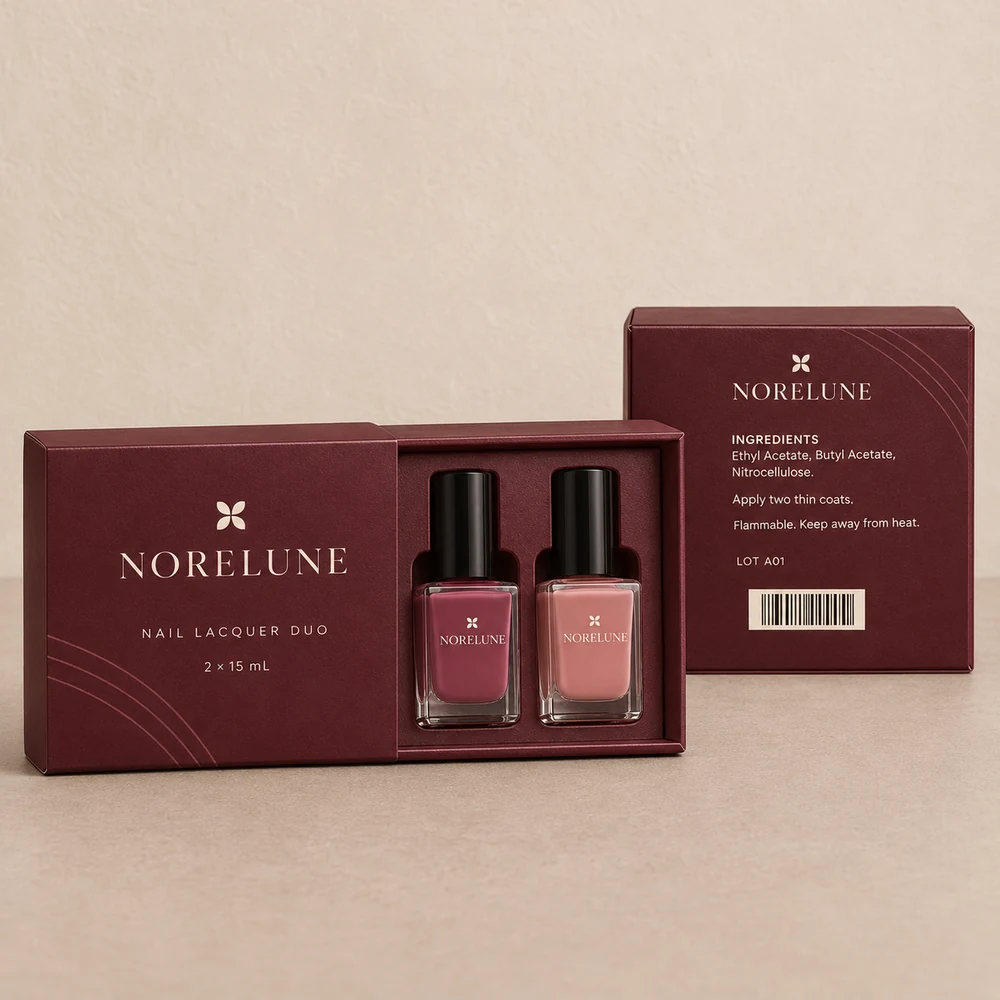 NORELUNE
NAIL LACQUER DUO
2 × 15 mL
NORELUNE
NORELUNE
NORELUNE
INGREDIENTS
Ethyl Acetate, Butyl Acetate,
Nitrocellulose.
Apply two thin coats.
Flammable. Keep away from heat.
LOT A01